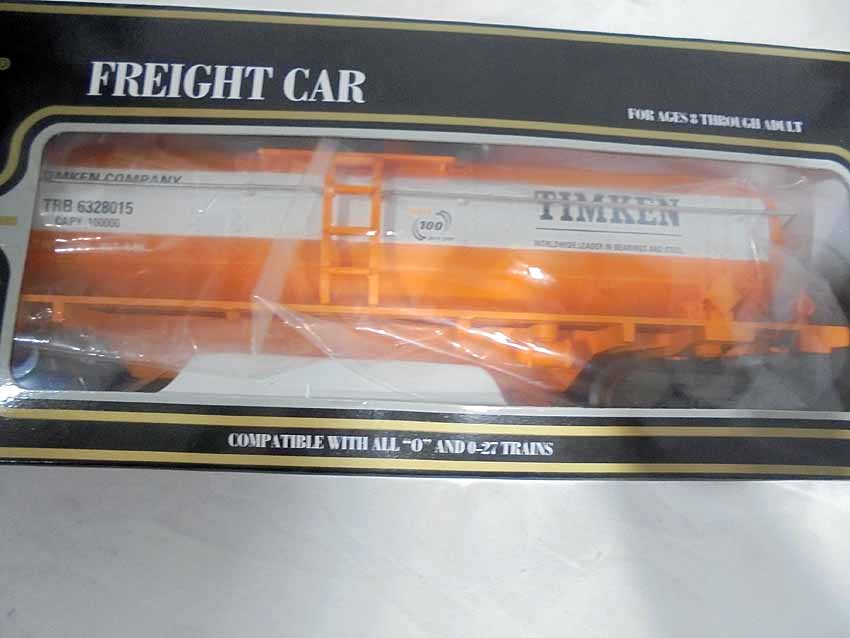 FREIGHT CAR
FOR AGES 8 THROUGH ADULT
TIMKEN COMPANY
TRB 6328015
CAPY 100000
100
TIMKEN
WORLDWIDE LEADER IN BEARINGS AND STEEL
COMPATIBLE WITH ALL "O" AND 0-27 TRAINS